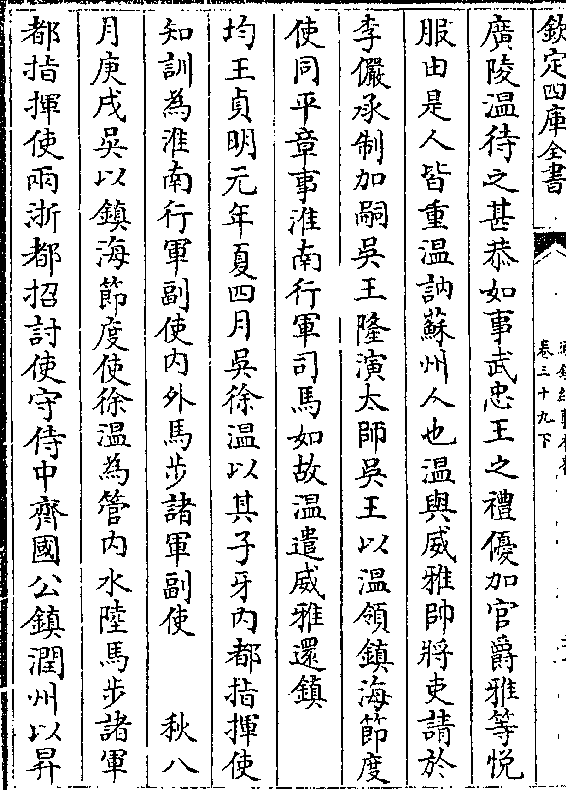 欽定四庫全書
卷三十九下
廣陵溫待之甚恭如事武忠王之禮優加官爵雅等悅
服由是人皆重溫訥蘇州人也溫與威雅帥將吏請於
李儼承制加嗣吳王隆演太師吳王以溫領鎮海節度
使同平章事淮南行軍司馬如故溫遣威雅還鎮
均王貞明元年夏四月吳徐溫以其子牙內都指揮使
知訓為淮南行軍副使內外馬步諸軍副使 秋八
月庚戌吳以鎮海節度使徐溫為管內水陸馬步諸軍
都指揮使兩浙都招討使守侍中齊國公鎮潤州以昇